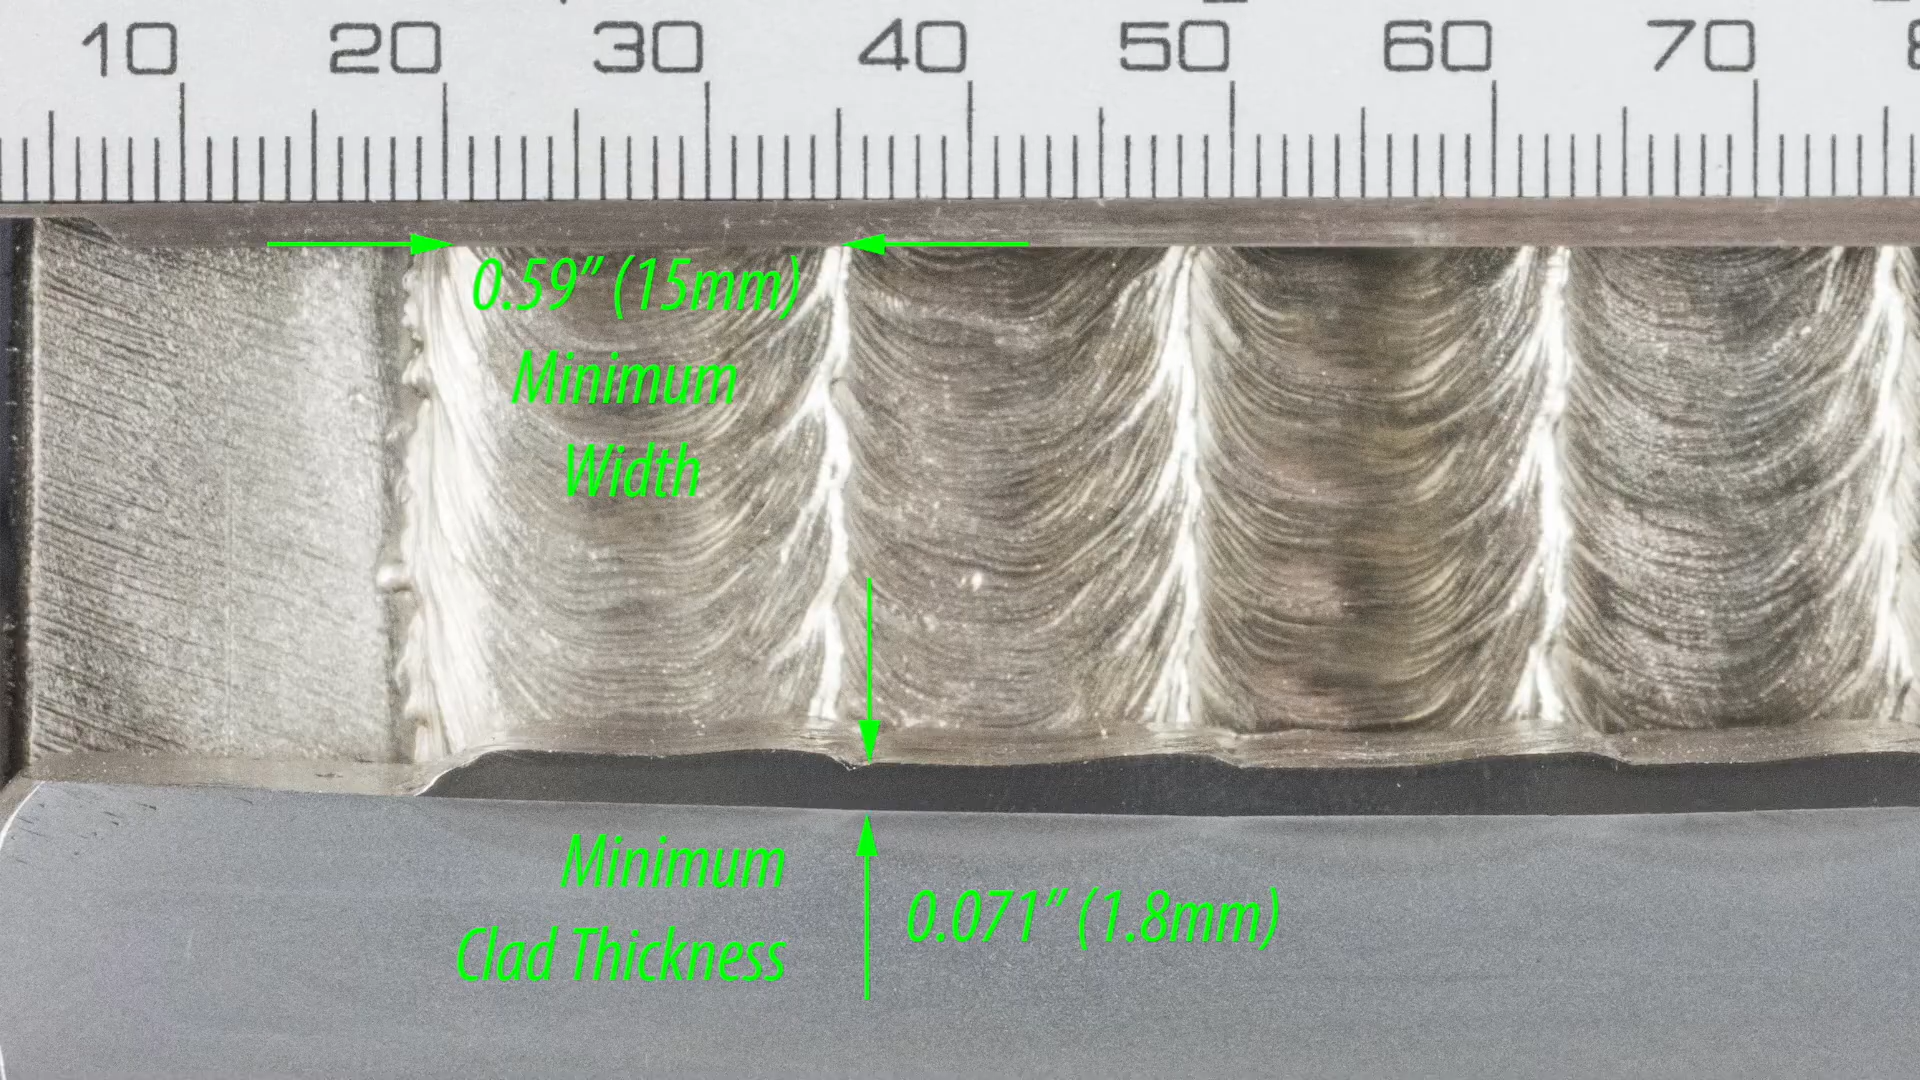 10 20 30 40 50 60 70
0.59” (15mm)
Minimum
Width
Minimum
Clad Thickness
0.071” (1.8mm)